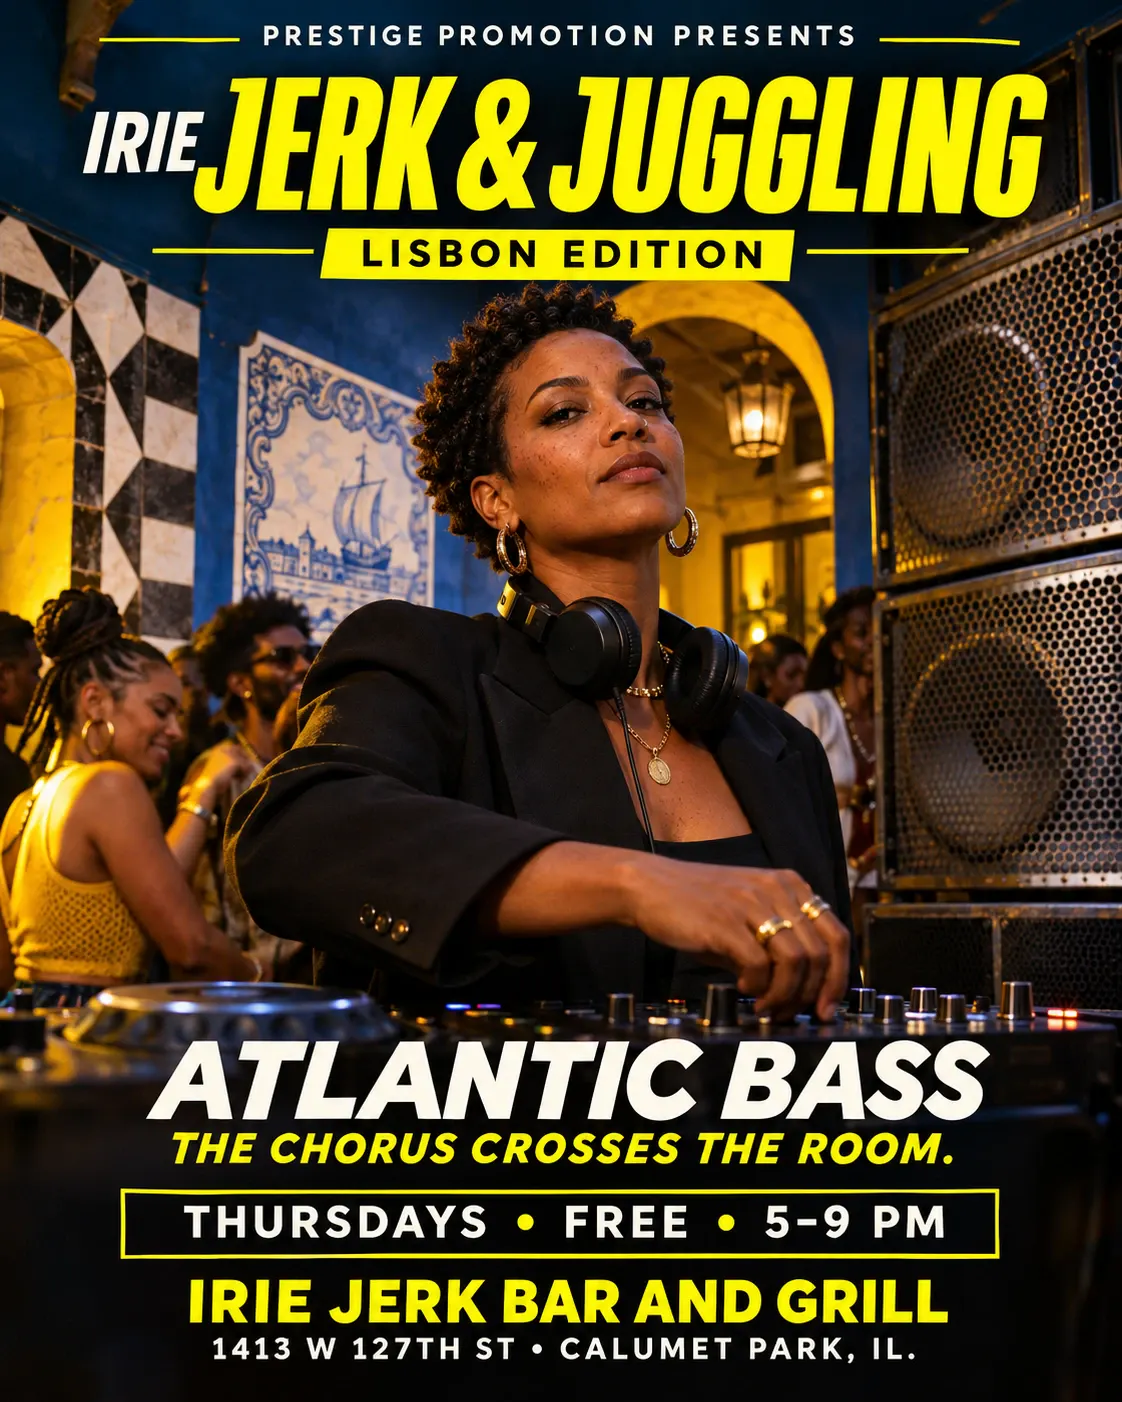 PRESTIGE PROMOTION PRESENTS
IRIE JERK & JUGGLING
LISBON EDITION
ATLANTIC BASS
THE CHORUS CROSSES THE ROOM.
THURSDAYS • FREE • 5-9 PM
IRIE JERK BAR AND GRILL
1413 W 127TH ST • CALUMET PARK, IL.